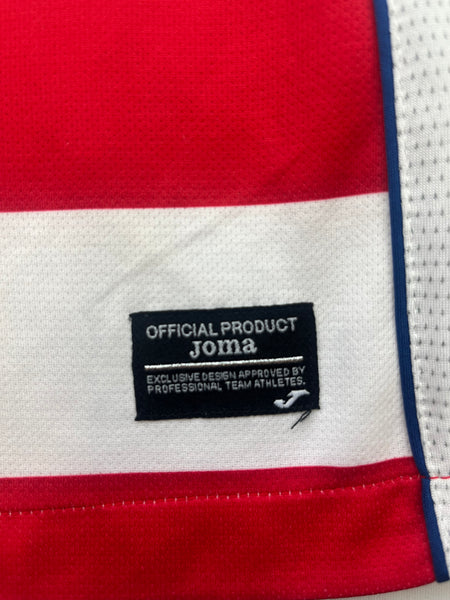 OFFICIAL PRODUCT
Joma
EXCLUSIVE DESIGN APPROVED BY
PROFESSIONAL TEAM ATHLETES.